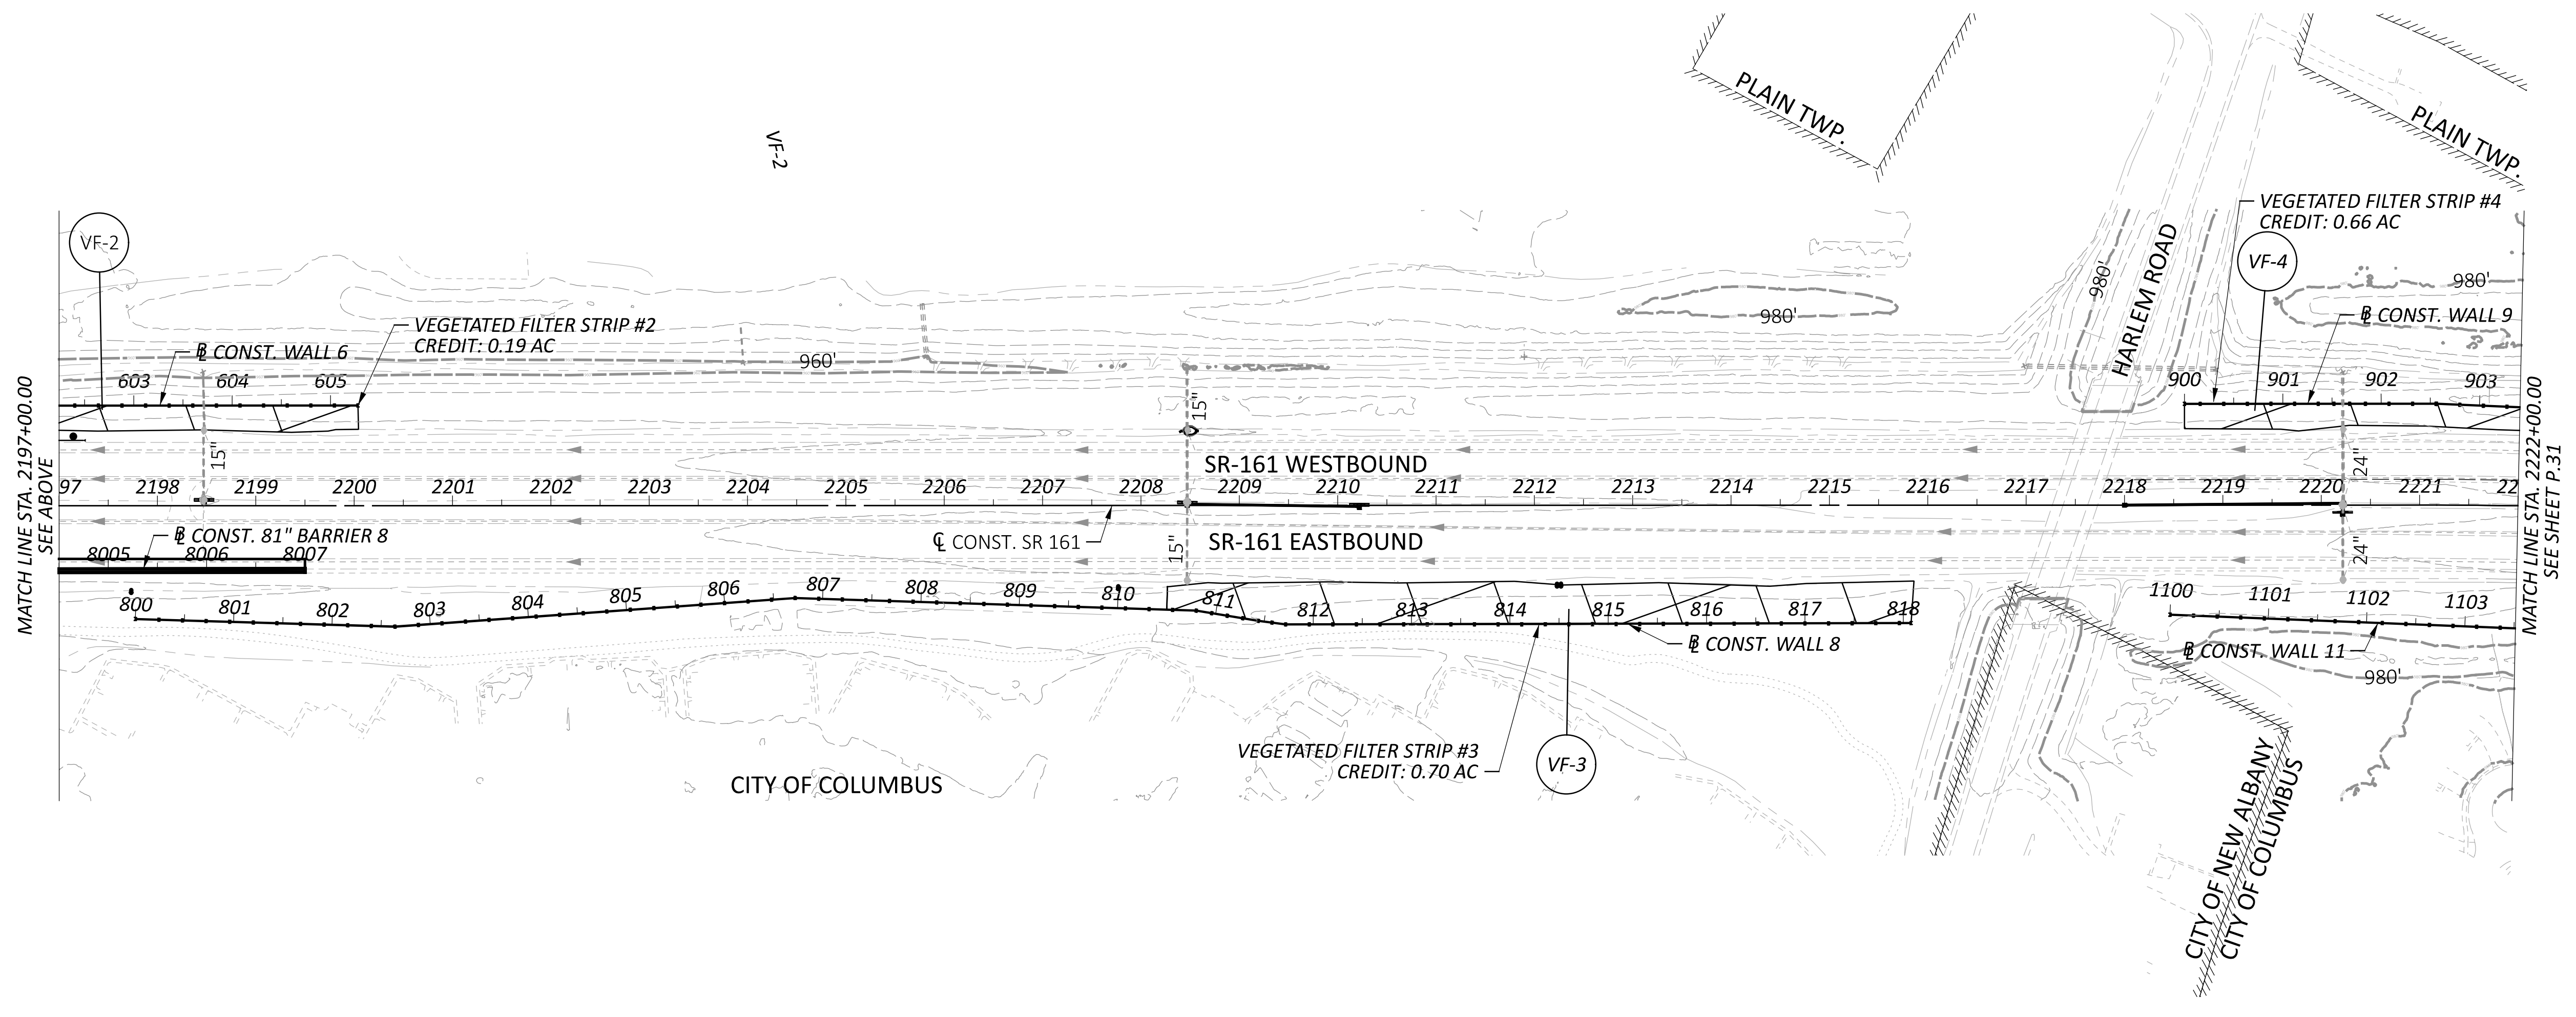 PLAIN TWP.
PLAIN TWP.
VF-2
VEGETATED FILTER STRIP #4
CREDIT: 0.66 AC
VF-2
VF-4
HARLEM ROAD
980'
980'
980'
VEGETATED FILTER STRIP #2
CREDIT: 0.19 AC
℄ CONST. WALL 9
B̲L CONST. WALL 6
960'
603 604 605
900 901 902 903
MATCH LINE STA. 2197+00.00
SEE ABOVE
MATCH LINE STA. 2222+00.00
SEE SHEET P.31
15"
15"
24"
SR-161 WESTBOUND
97 2198 2199 2200 2201 2202 2203 2204 2205 2206 2207 2208 2209 2210 2211 2212 2213 2214 2215 2216 2217 2218 2219 2220 2221 22
BL CONST. 81" BARRIER 8
CL CONST. SR 161
SR-161 EASTBOUND
15"
24"
8005 8006 8007
800 801 802 803 804 805 806 807 808 809 810 811 812 813 814 815 816 817 818
1100 1101 1102 1103
BL CONST. WALL 8
BL CONST. WALL 11
980'
VEGETATED FILTER STRIP #3
CREDIT: 0.70 AC
VF-3
CITY OF COLUMBUS
CITY OF NEW ALBANY
CITY OF COLUMBUS